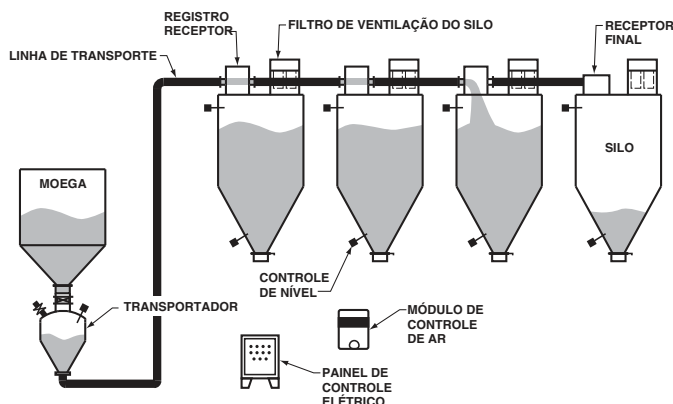 REGISTRO
RECEPTOR
FILTRO DE VENTILAÇÃO DO SILO
RECEPTOR
FINAL
LINHA DE TRANSPORTE
SILO
MOEGA
CONTROLE
DE NÍVEL
TRANSPORTADOR
MÓDULO DE
CONTROLE
DE AR
PAINEL DE
CONTROLE
ELÉTRICO